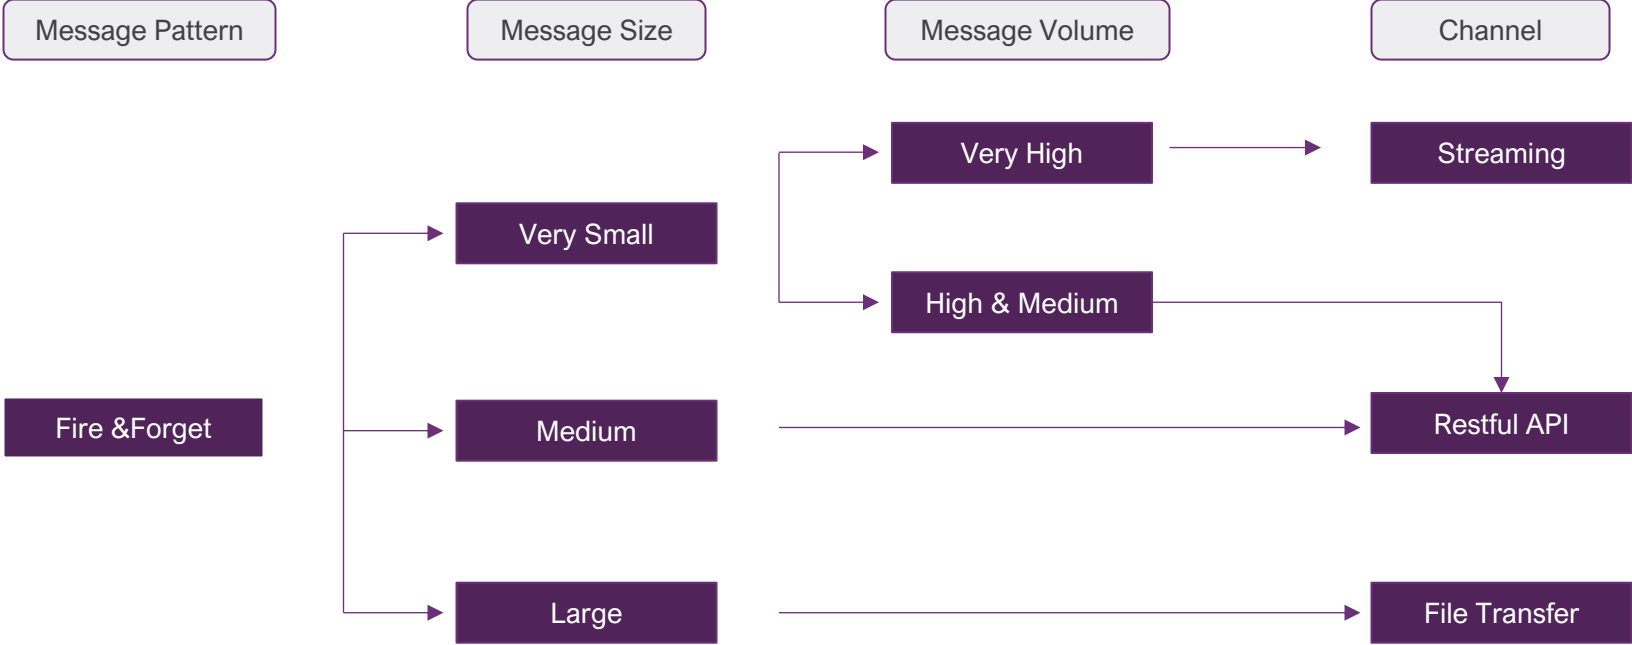 Message Pattern
Message Size
Message Volume
Channel
Very High
Streaming
Very Small
High & Medium
Fire &Forget
Medium
Restful API
Large
File Transfer